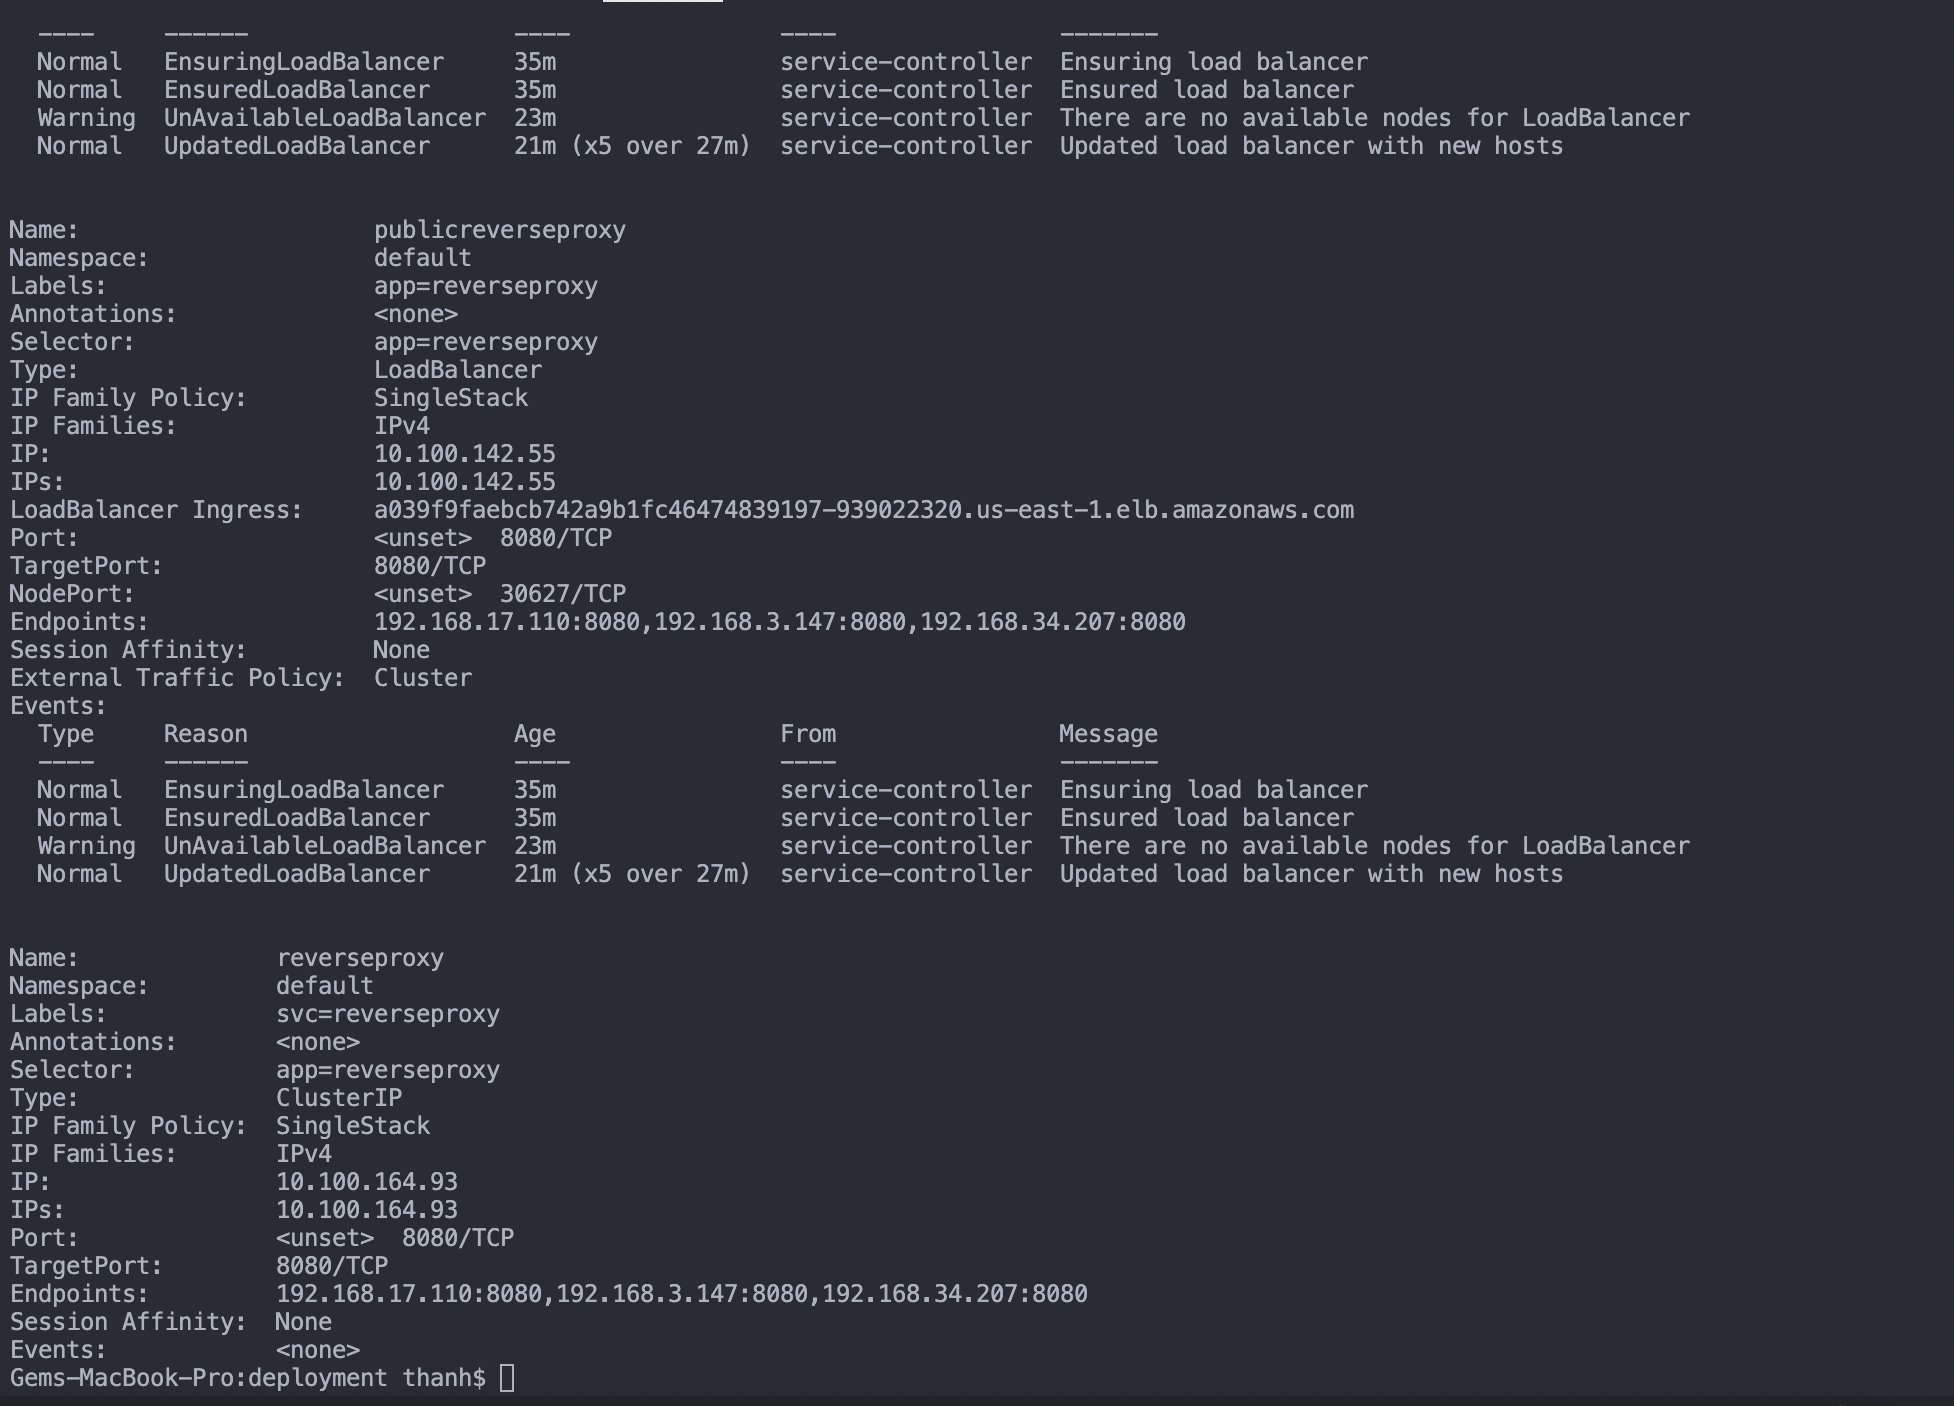 ----     ------                   ----               ----                -------
  Normal   EnsuringLoadBalancer     35m                service-controller  Ensuring load balancer
  Normal   EnsuredLoadBalancer      35m                service-controller  Ensured load balancer
  Warning  UnAvailableLoadBalancer  23m                service-controller  There are no available nodes for LoadBalancer
  Normal   UpdatedLoadBalancer      21m (x5 over 27m)  service-controller  Updated load balancer with new hosts
Name:                     publicreverseproxy
Namespace:                default
Labels:                   app=reverseproxy
Annotations:              <none>
Selector:                 app=reverseproxy
Type:                     LoadBalancer
IP Family Policy:         SingleStack
IP Families:              IPv4
IP:                       10.100.142.55
IPs:                      10.100.142.55
LoadBalancer Ingress:     a039f9faebcb742a9b1fc46474839197-939022320.us-east-1.elb.amazonaws.com
Port:                     <unset>  8080/TCP
TargetPort:               8080/TCP
NodePort:                 <unset>  30627/TCP
Endpoints:                192.168.17.110:8080,192.168.3.147:8080,192.168.34.207:8080
Session Affinity:         None
External Traffic Policy:  Cluster
Events:
  Type     Reason                   Age                From                Message
  ----     ------                   ----               ----                -------
  Normal   EnsuringLoadBalancer     35m                service-controller  Ensuring load balancer
  Normal   EnsuredLoadBalancer      35m                service-controller  Ensured load balancer
  Warning  UnAvailableLoadBalancer  23m                service-controller  There are no available nodes for LoadBalancer
  Normal   UpdatedLoadBalancer      21m (x5 over 27m)  service-controller  Updated load balancer with new hosts
Name:              reverseproxy
Namespace:         default
Labels:            svc=reverseproxy
Annotations:       <none>
Selector:          app=reverseproxy
Type:              ClusterIP
IP Family Policy:  SingleStack
IP Families:       IPv4
IP:                10.100.164.93
IPs:               10.100.164.93
Port:              <unset>  8080/TCP
TargetPort:        8080/TCP
Endpoints:         192.168.17.110:8080,192.168.3.147:8080,192.168.34.207:8080
Session Affinity:  None
Events:            <none>
Gems-MacBook-Pro:deployment thanh$